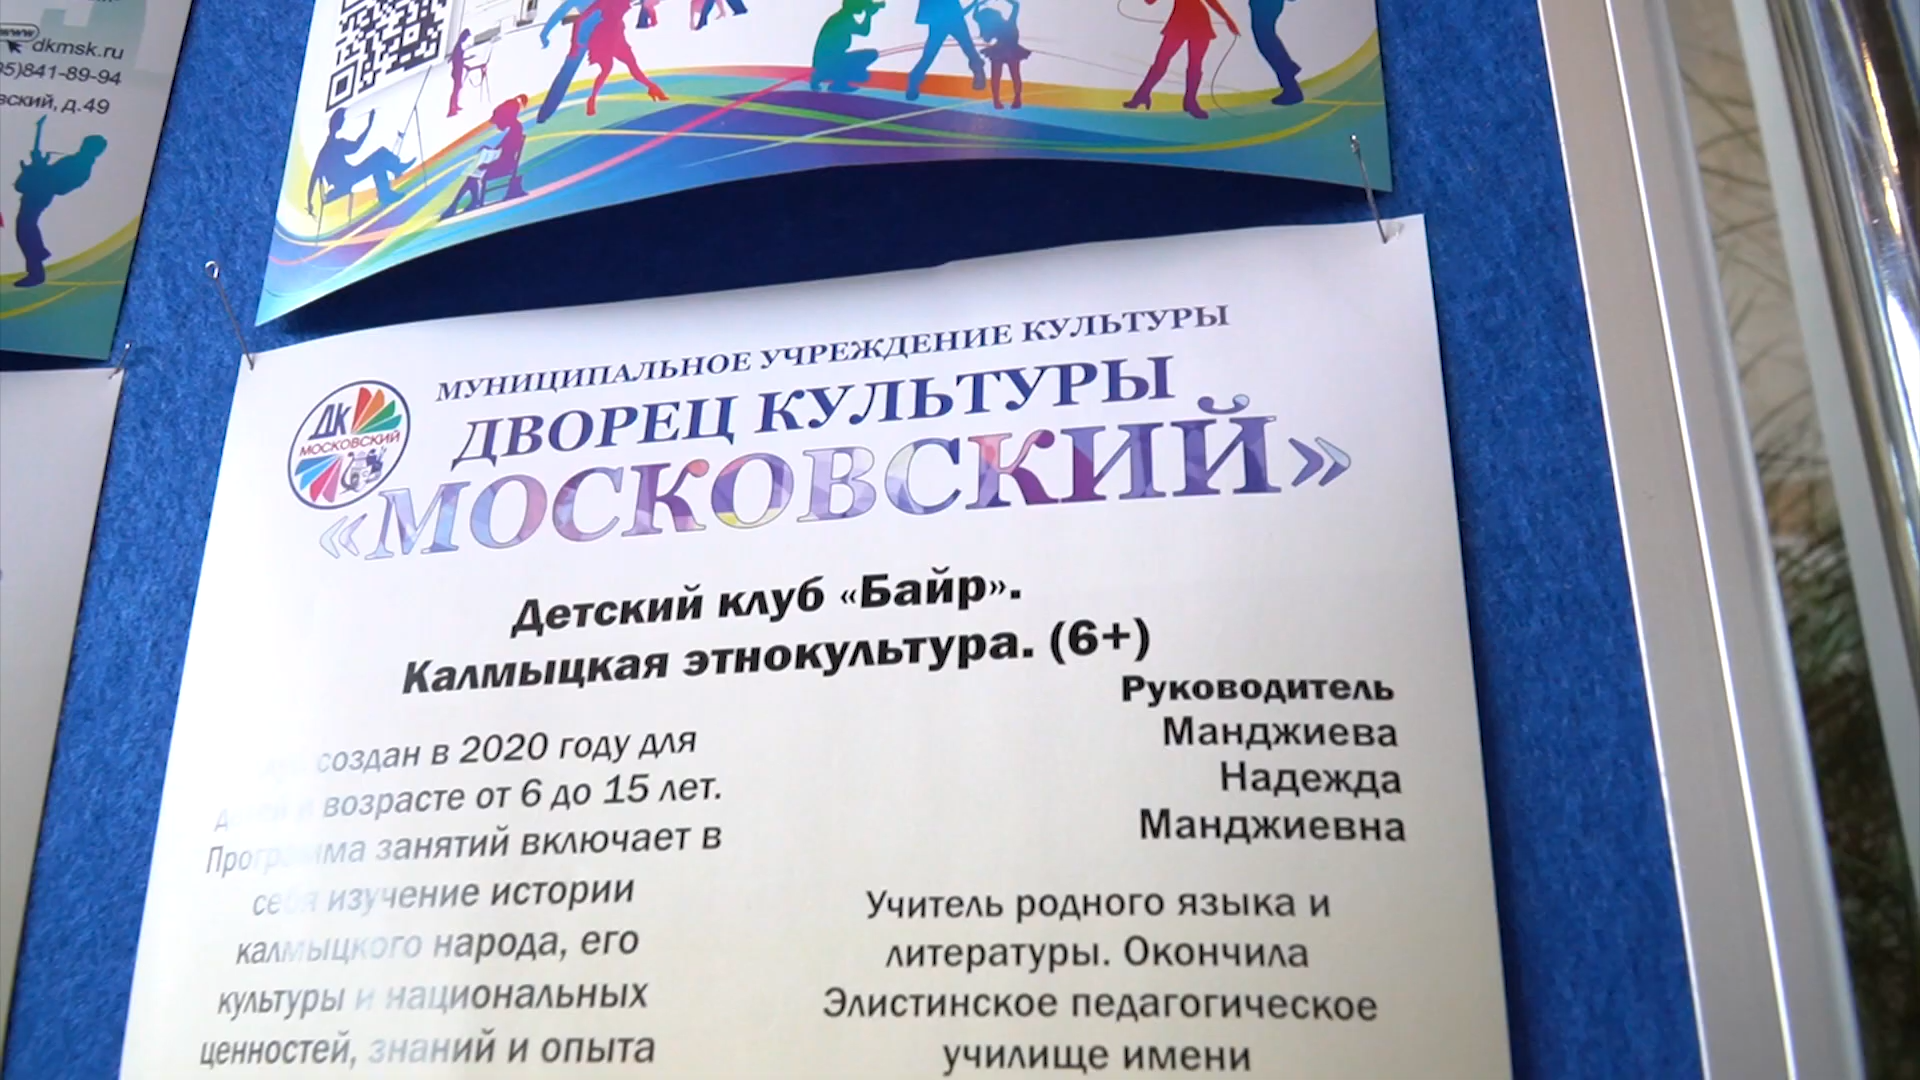 www
dkmsk.ru
5)841-89-94
вский, д.49
МУНИЦИПАЛЬНОЕ УЧРЕЖДЕНИЕ КУЛЬТУРЫ
ДВОРЕЦ КУЛЬТУРЫ
«МОСКОВСКИЙ»
ДК
МОСКОВСКИЙ
Детский клуб «Байр».
Калмыцкая этнокультура. (6+)
Руководитель
Манджиева
Надежда
Манджиевна
создан в 2020 году для
возрасте от 6 до 15 лет.
Программа занятий включает в
себя изучение истории
калмыцкого народа, его
культуры и национальных
ценностей, знаний и опыта
Учитель родного языка и
литературы. Окончила
Элистинское педагогическое
училище имени